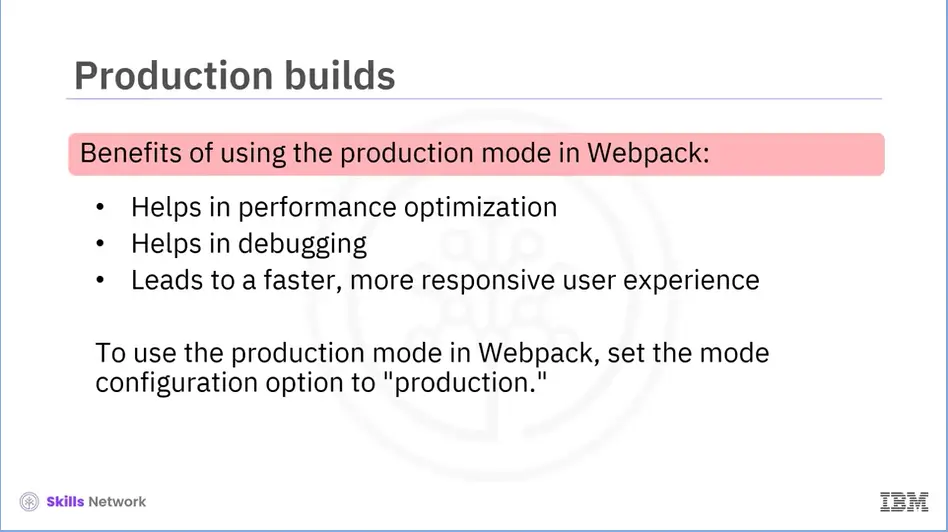 Production builds
Benefits of using the production mode in Webpack:
• Helps in performance optimization
• Helps in debugging
• Leads to a faster, more responsive user experience
To use the production mode in Webpack, set the mode
configuration option to "production."
Skills Network
IBM